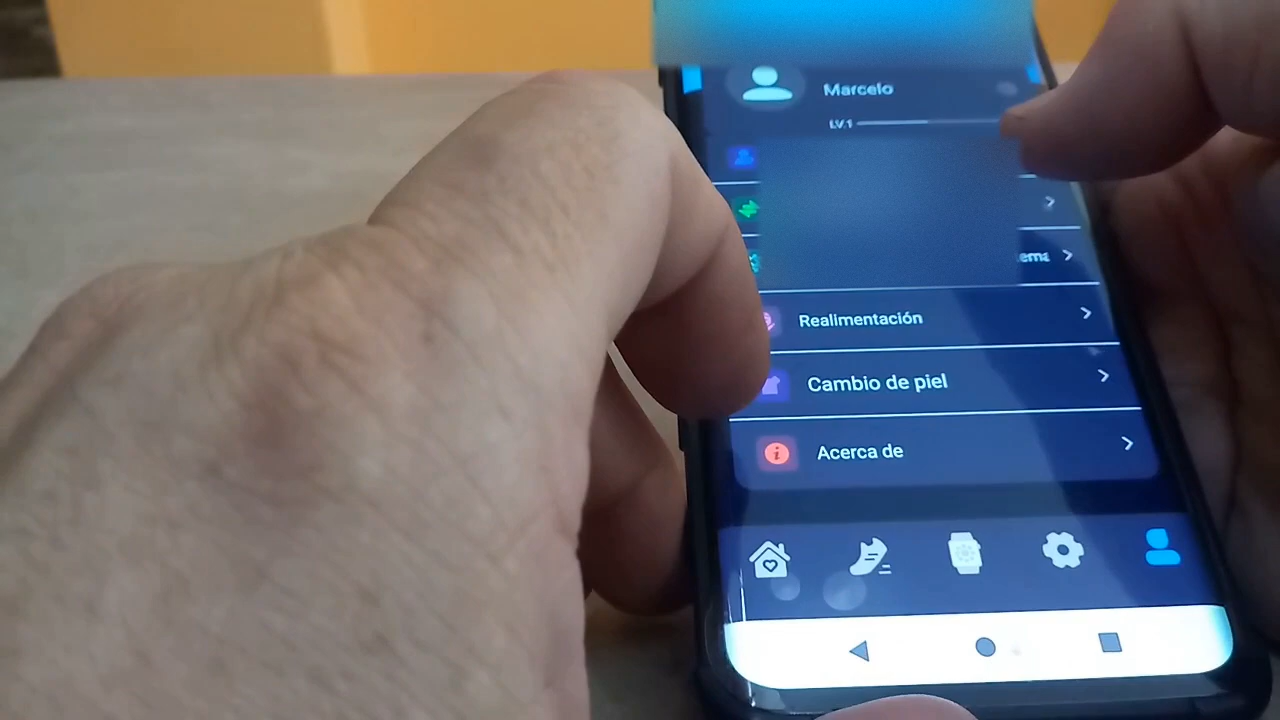 Marcelo
LV.1
Realimentación
Cambio de piel
Acerca de